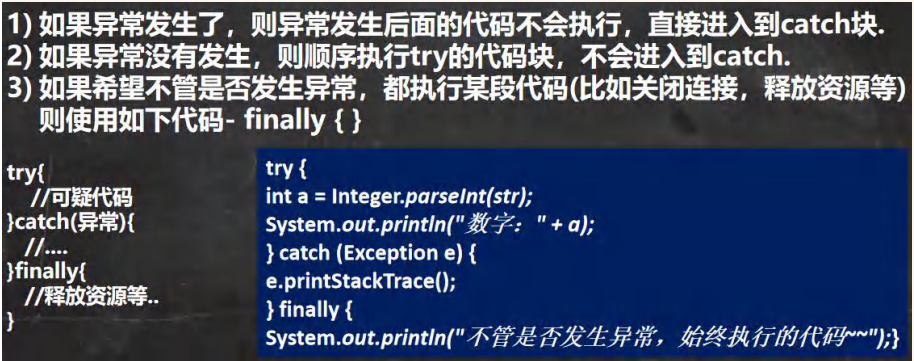 1) 如果异常发生了，则异常发生后面的代码不会执行，直接进入到catch块.
2) 如果异常没有发生，则顺序执行try的代码块，不会进入到catch.
3) 如果希望不管是否发生异常，都执行某段代码(比如关闭连接，释放资源等)
则使用如下代码- finally { }
try{
//可疑代码
}catch(异常){
//....
}finally{
//释放资源等..
}
try {
int a = Integer.parseInt(str);
System.out.println("数字：" + a);
} catch (Exception e) {
e.printStackTrace();
} finally {
System.out.println("不管是否发生异常，始终执行的代码~~");}